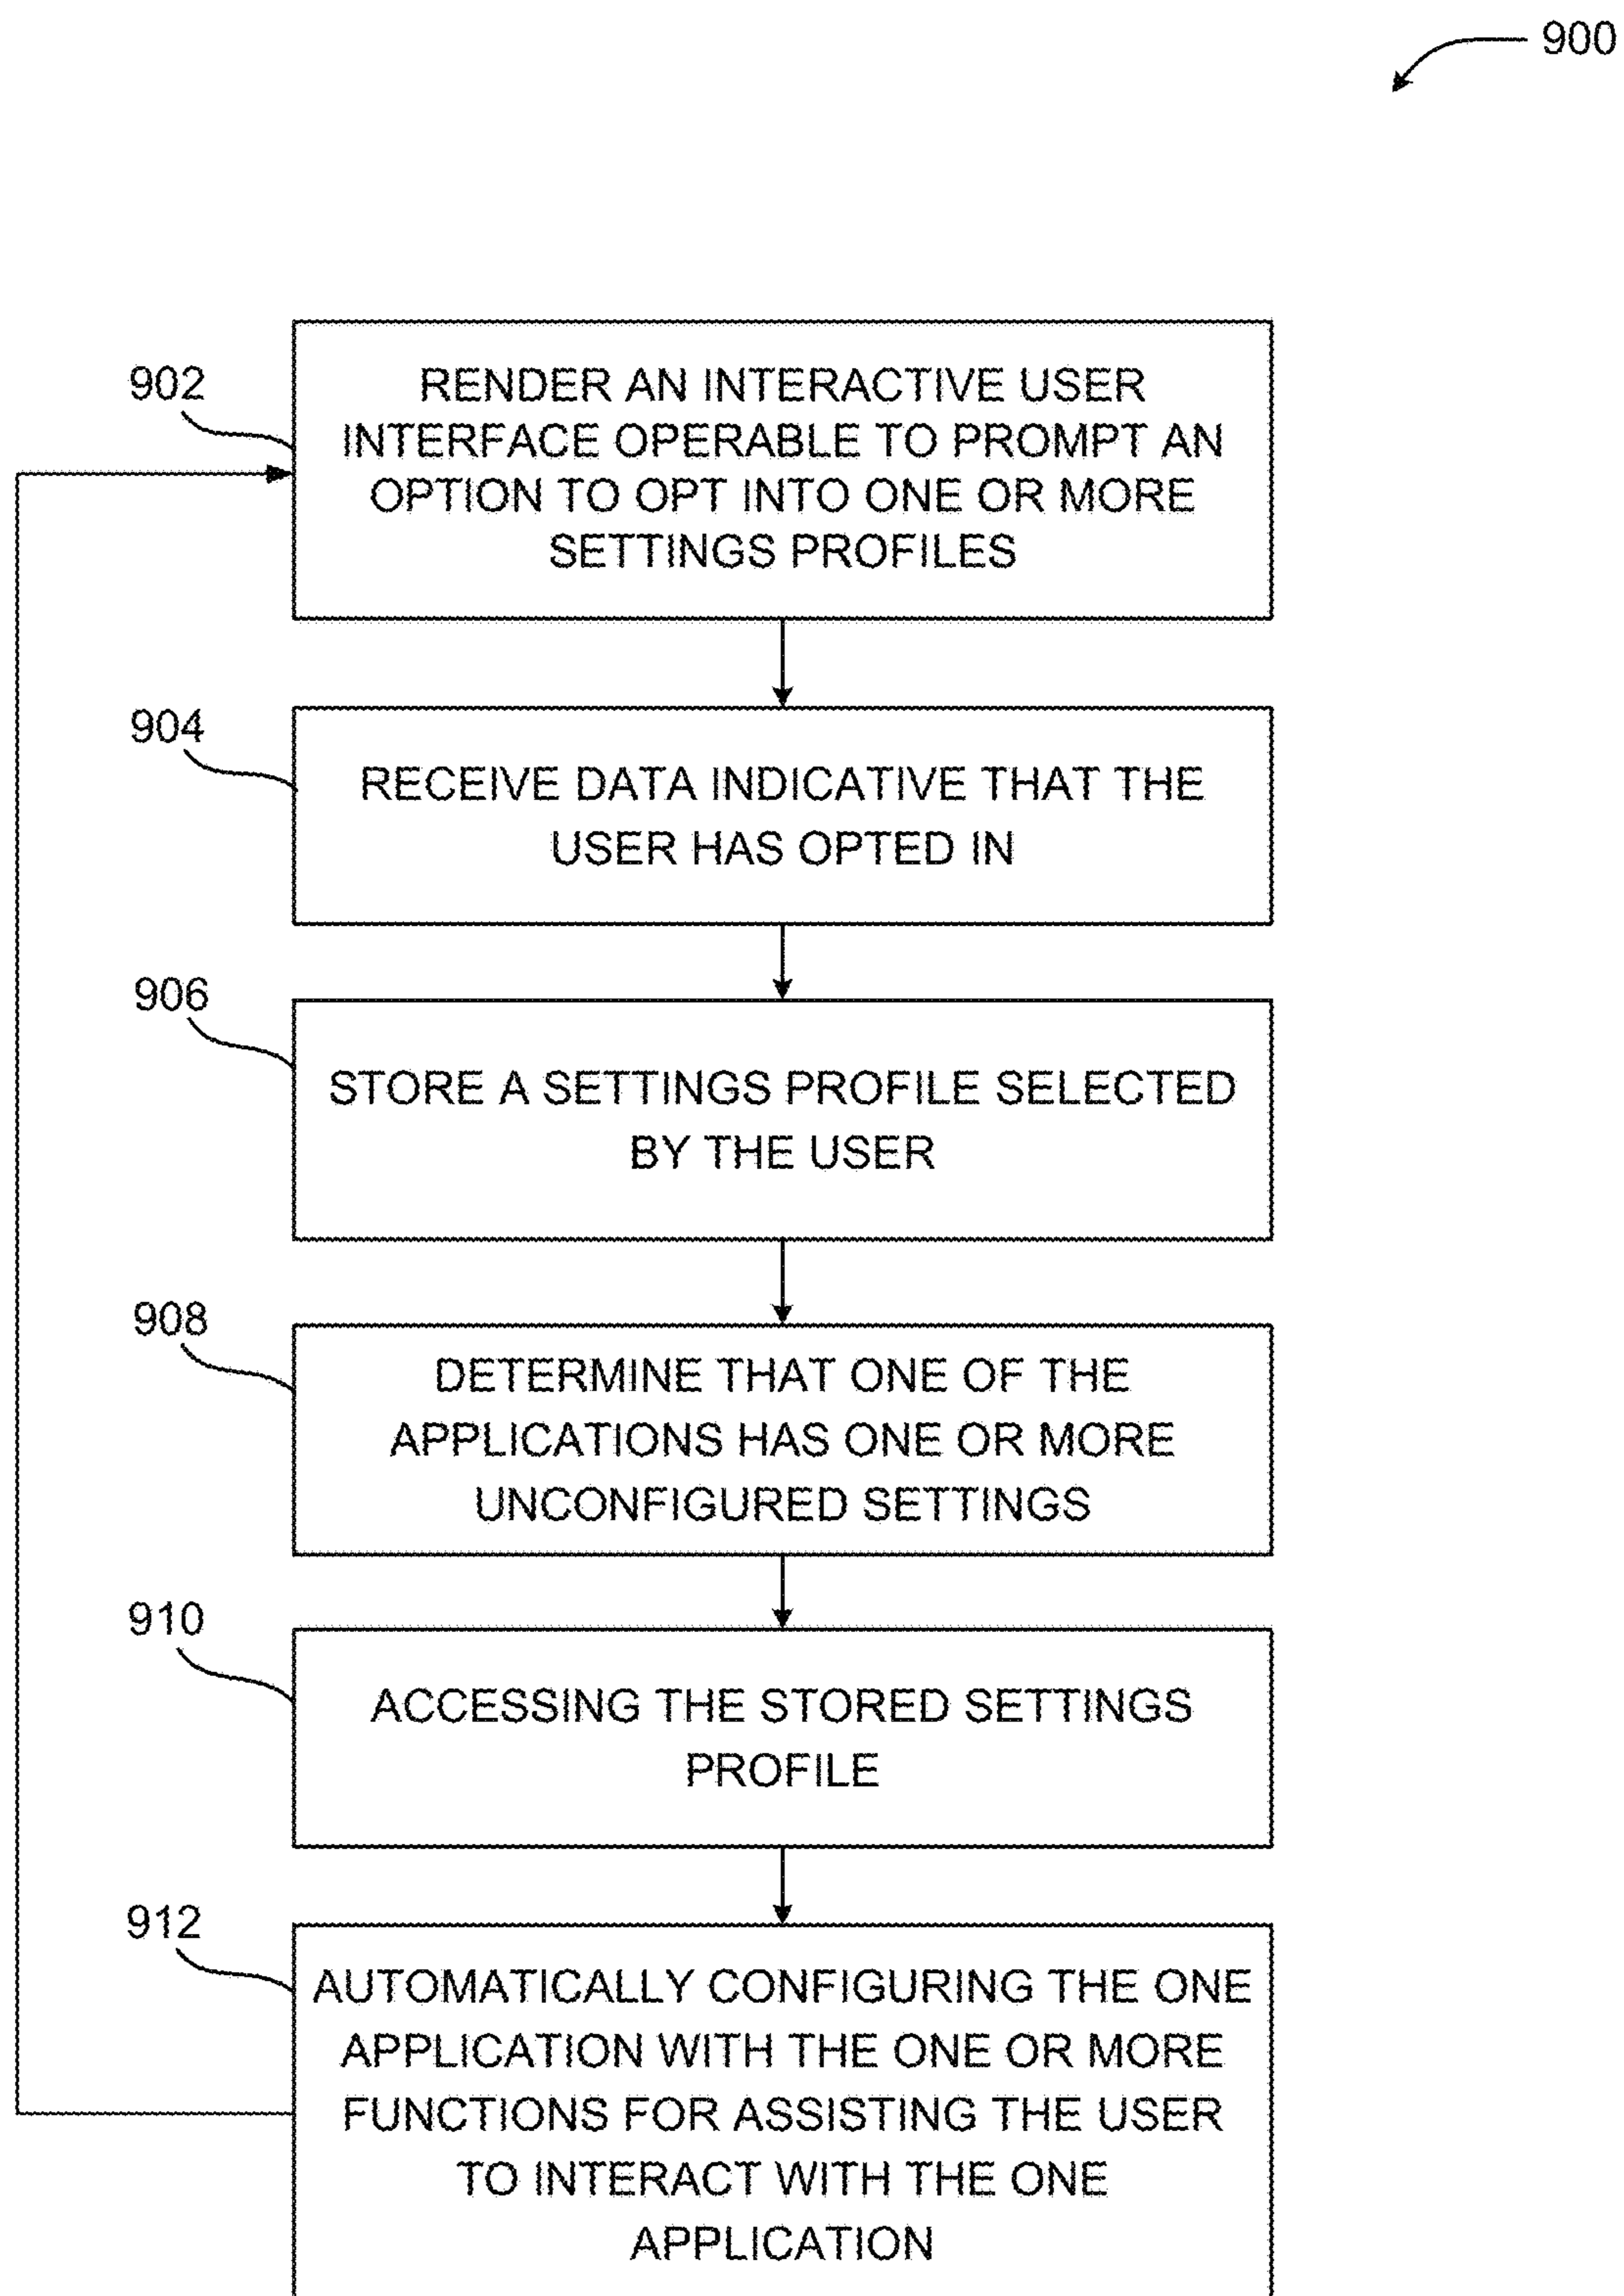 900
902
RENDER AN INTERACTIVE USER
INTERFACE OPERABLE TO PROMPT AN
OPTION TO OPT INTO ONE OR MORE
SETTINGS PROFILES
904
RECEIVE DATA INDICATIVE THAT THE
USER HAS OPTED IN
906
STORE A SETTINGS PROFILE SELECTED
BY THE USER
908
DETERMINE THAT ONE OF THE
APPLICATIONS HAS ONE OR MORE
UNCONFIGURED SETTINGS
910
ACCESSING THE STORED SETTINGS
PROFILE
912
AUTOMATICALLY CONFIGURING THE ONE
APPLICATION WITH THE ONE OR MORE
FUNCTIONS FOR ASSISTING THE USER
TO INTERACT WITH THE ONE
APPLICATION